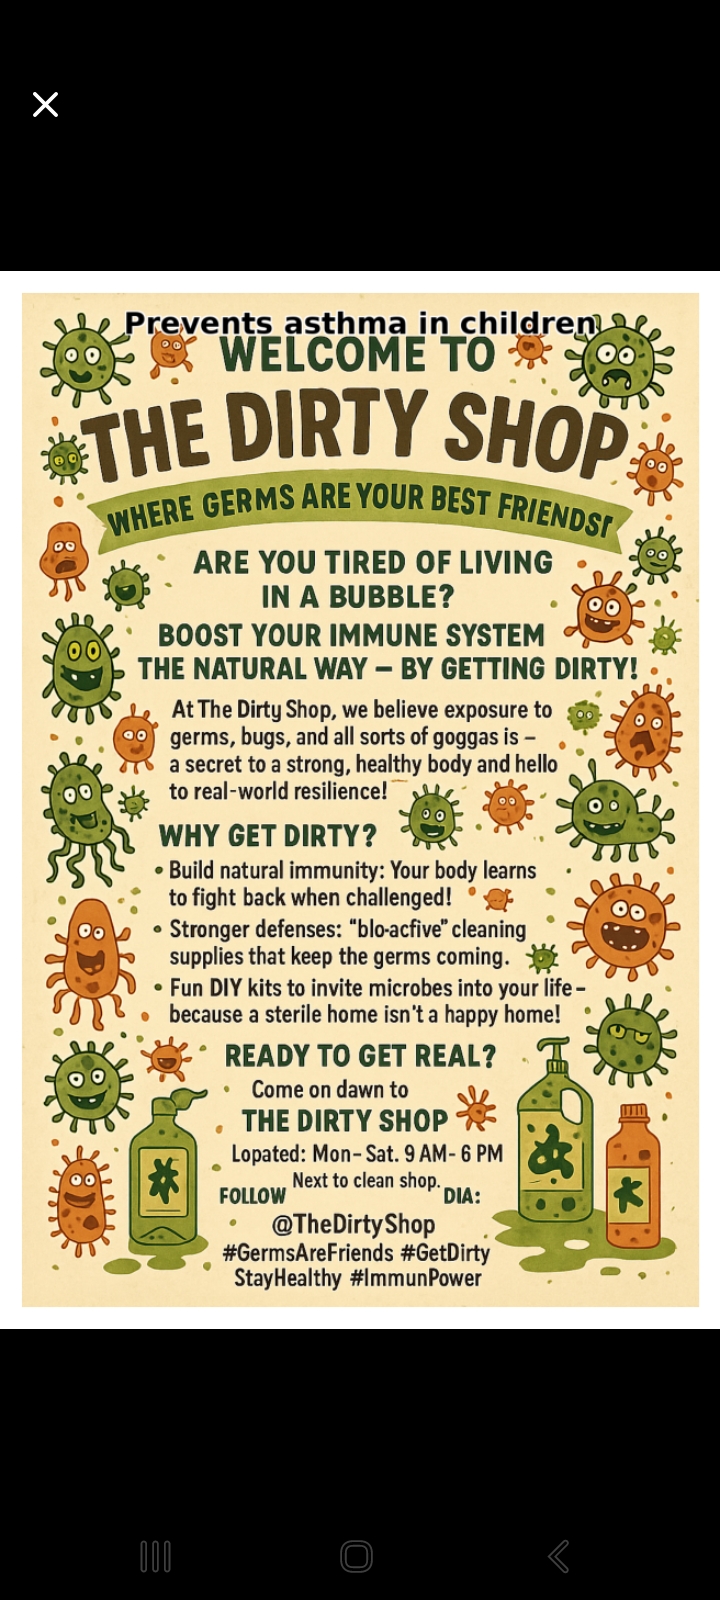 Prevents asthma in children
WELCOME TO
THE DIRTY SHOP
WHERE GERMS ARE YOUR BEST FRIENDS!
ARE YOU TIRED OF LIVING
IN A BUBBLE?
BOOST YOUR IMMUNE SYSTEM
THE NATURAL WAY – BY GETTING DIRTY!
At The Dirty Shop, we believe exposure to
germs, bugs, and all sorts of goggas is –
a secret to a strong, healthy body and hello
to real-world resilience!
WHY GET DIRTY?
• Build natural immunity: Your body learns
to fight back when challenged!
• Stronger defenses: "blo-acfive" cleaning
supplies that keep the germs coming.
• Fun DIY kits to invite microbes into your life –
because a sterile home isn't a happy home!
READY TO GET REAL?
Come on dawn to
THE DIRTY SHOP
Lopated: Mon– Sat. 9 AM- 6 PM
Next to clean shop.
FOLLOW DIA:
@TheDirtyShop
#GermsAreFriends #GetDirty
StayHealthy #ImmunPower